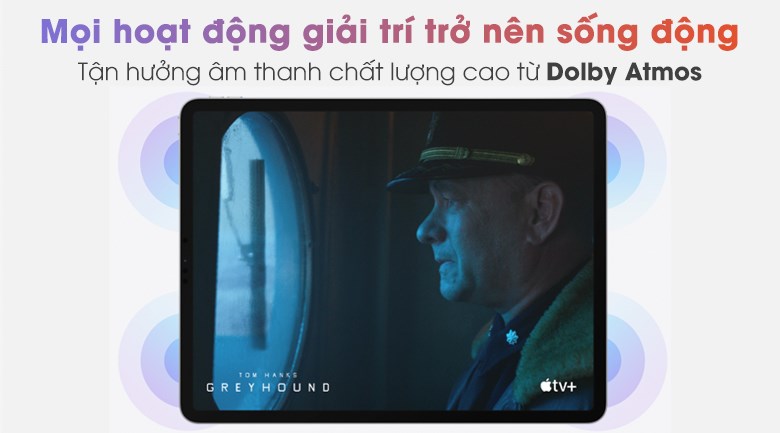 Mọi hoạt động giải trí trở nên sống động
Tận hưởng âm thanh chất lượng cao từ Dolby Atmos
TOM HANKS
GREYHOUND
tv+